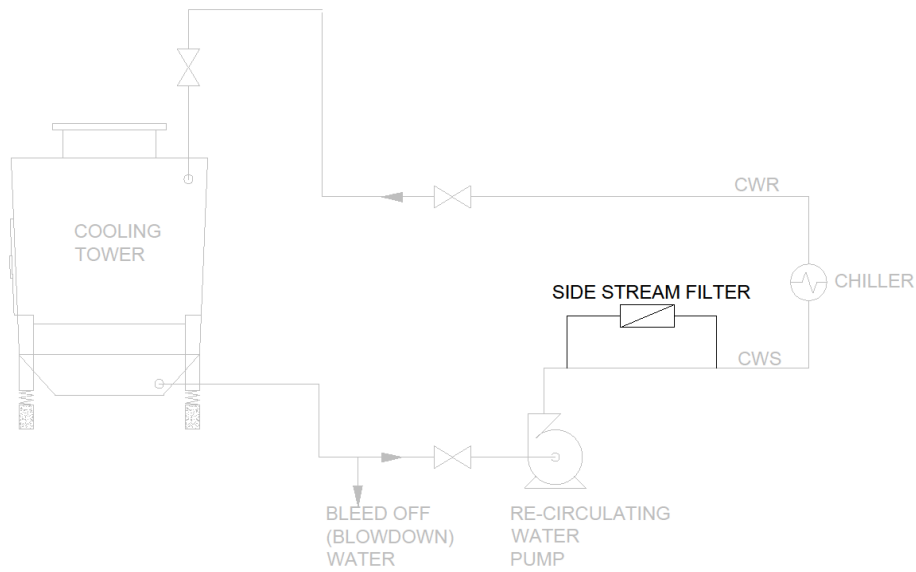 CWR
COOLING
TOWER
CHILLER
SIDE STREAM FILTER
CWS
BLEED OFF
(BLOWDOWN)
WATER
RE-CIRCULATING
WATER
PUMP